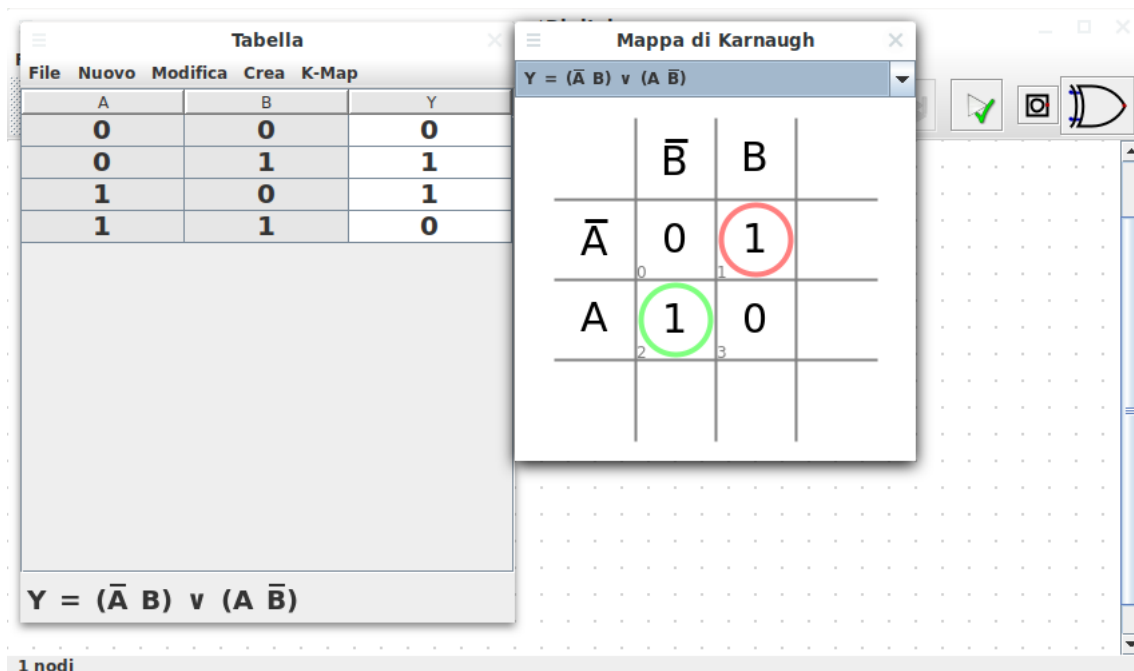 Tabella
File Nuovo Modifica Crea K-Map
A B Y
0 0 0
0 1 1
1 0 1
1 1 0
Y = (A̅ B) ∨ (A B̅)
Mappa di Karnaugh
Y = (A̅ B) ∨ (A B̅)
B̅ B
A̅ 0 1
0 1
A 1 0
2 3
1 nodi